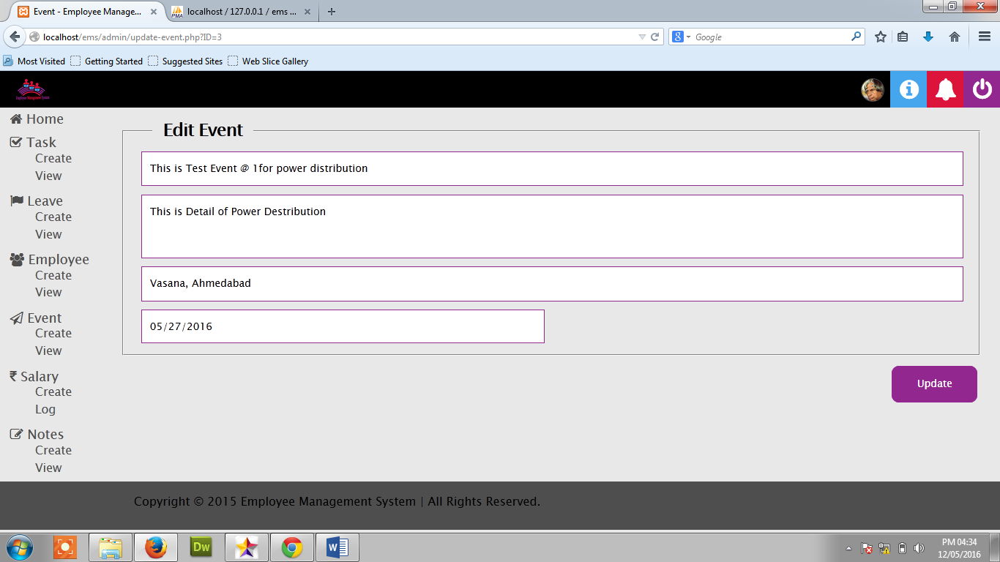 Event - Employee Manage...
localhost / 127.0.0.1 / ems ...
localhost/ems/admin/update-event.php?ID=3
Google
Most Visited
Getting Started
Suggested Sites
Web Slice Gallery
Employee Management System
Home
Task
Create
View
Leave
Create
View
Employee
Create
View
Event
Create
View
Salary
Create
Log
Notes
Create
View
Edit Event
This is Test Event @ 1for power distribution
This is Detail of Power Destribution
Vasana, Ahmedabad
05/27/2016
Update
Copyright © 2015 Employee Management System | All Rights Reserved.
Dw
PM 04:34
12/05/2016